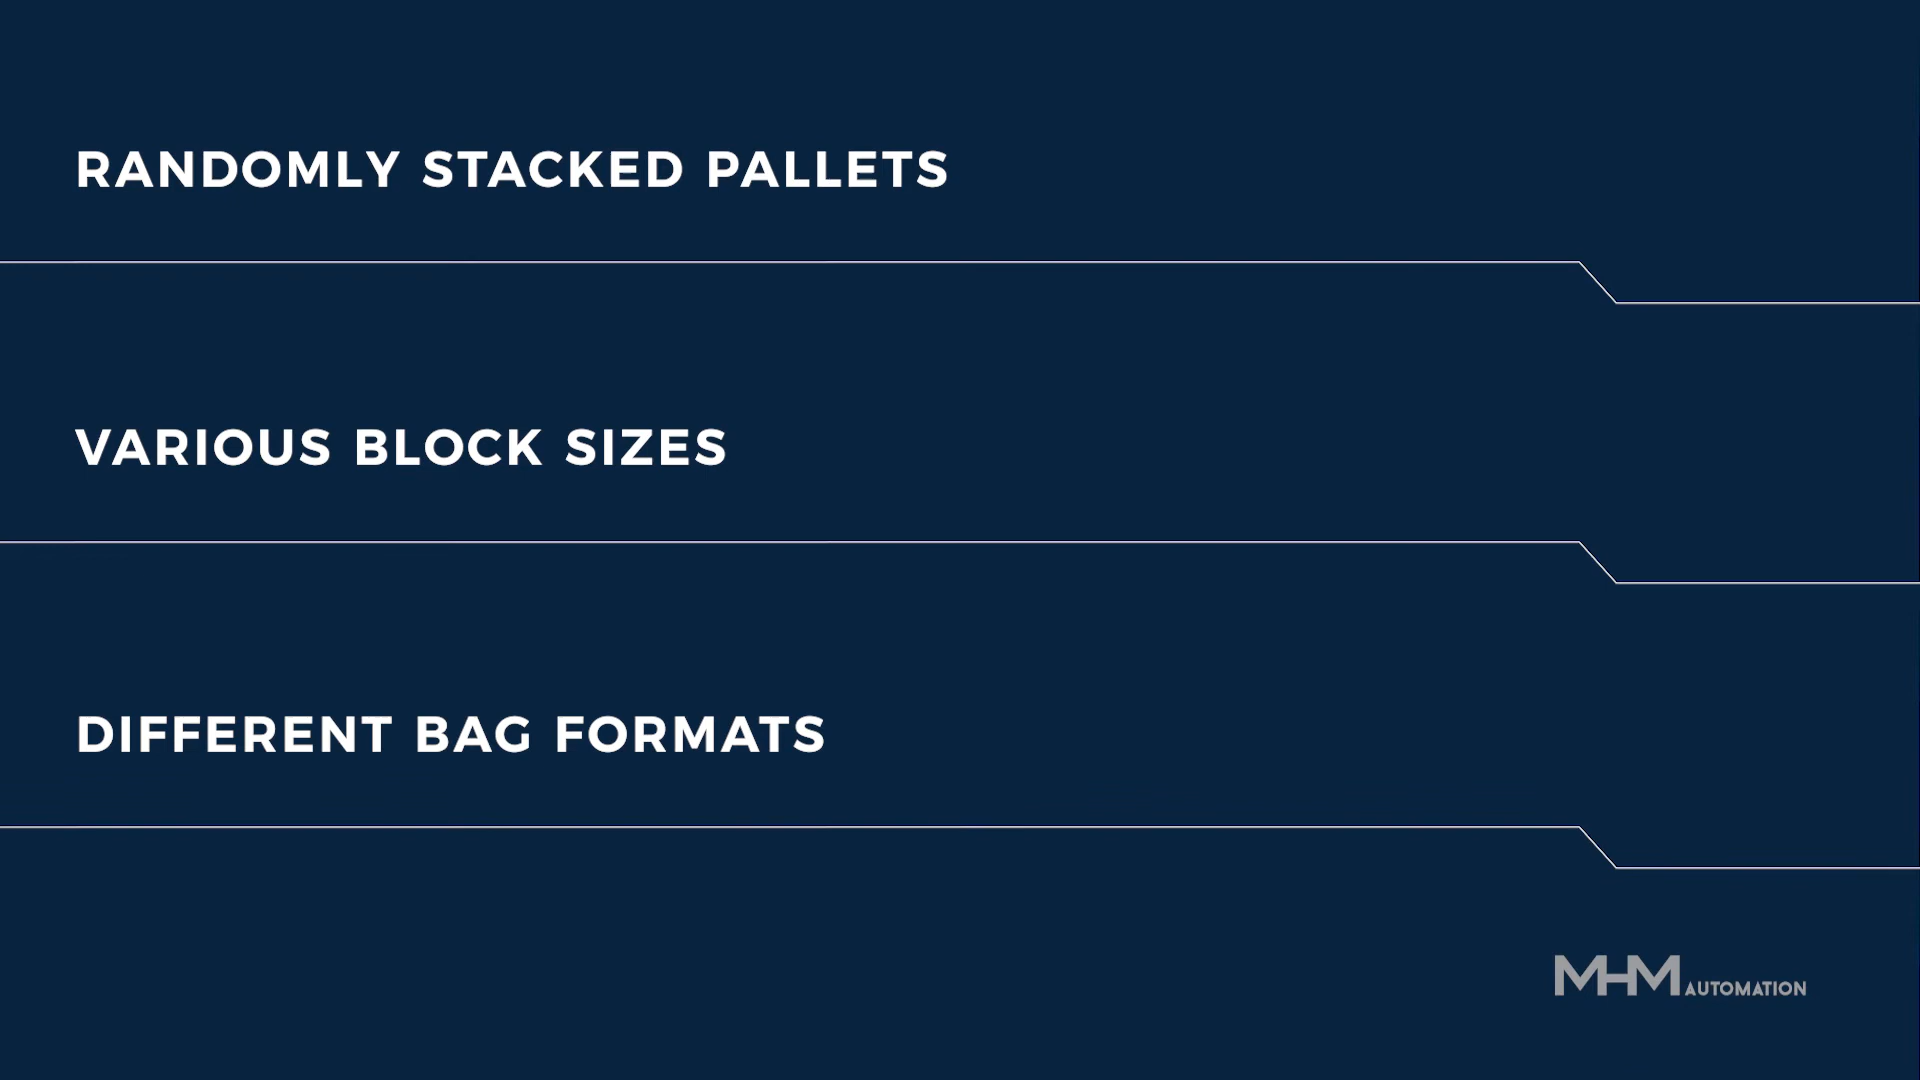 RANDOMLY STACKED PALLETS
VARIOUS BLOCK SIZES
DIFFERENT BAG FORMATS
MHM AUTOMATION